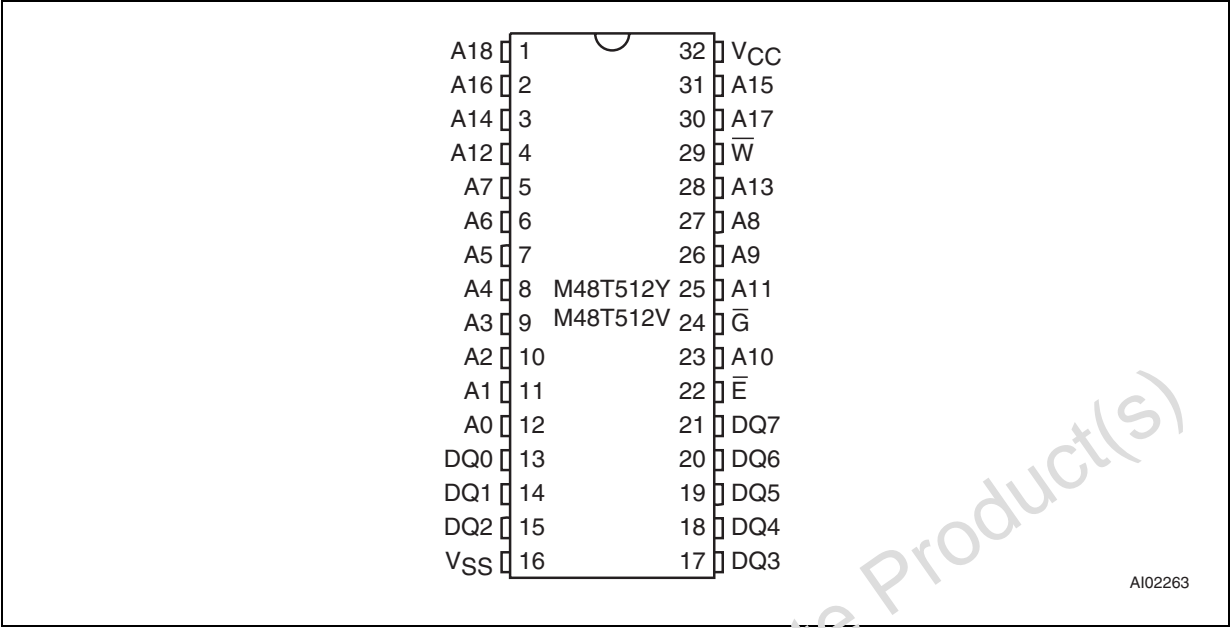 A18 1 32 VCC
A16 2 31 A15
A14 3 30 A17
A12 4 29 W̅
A7 5 28 A13
A6 6 27 A8
A5 7 26 A9
A4 8 M48T512Y 25 A11
A3 9 M48T512V 24 G̅
A2 10 23 A10
A1 11 22 E̅
A0 12 21 DQ7
DQ0 13 20 DQ6
DQ1 14 19 DQ5
DQ2 15 18 DQ4
VSS 16 17 DQ3
AI02263
Product(s)